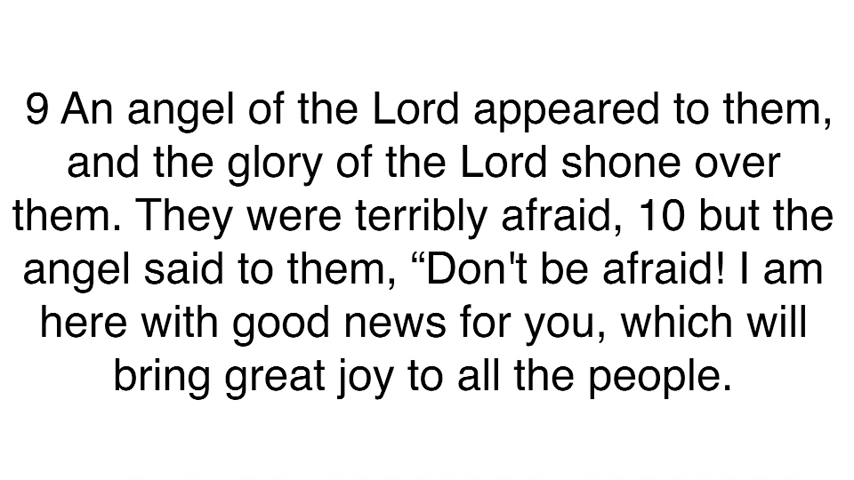 9 An angel of the Lord appeared to them,
and the glory of the Lord shone over
them. They were terribly afraid, 10 but the
angel said to them, “Don't be afraid! I am
here with good news for you, which will
bring great joy to all the people.